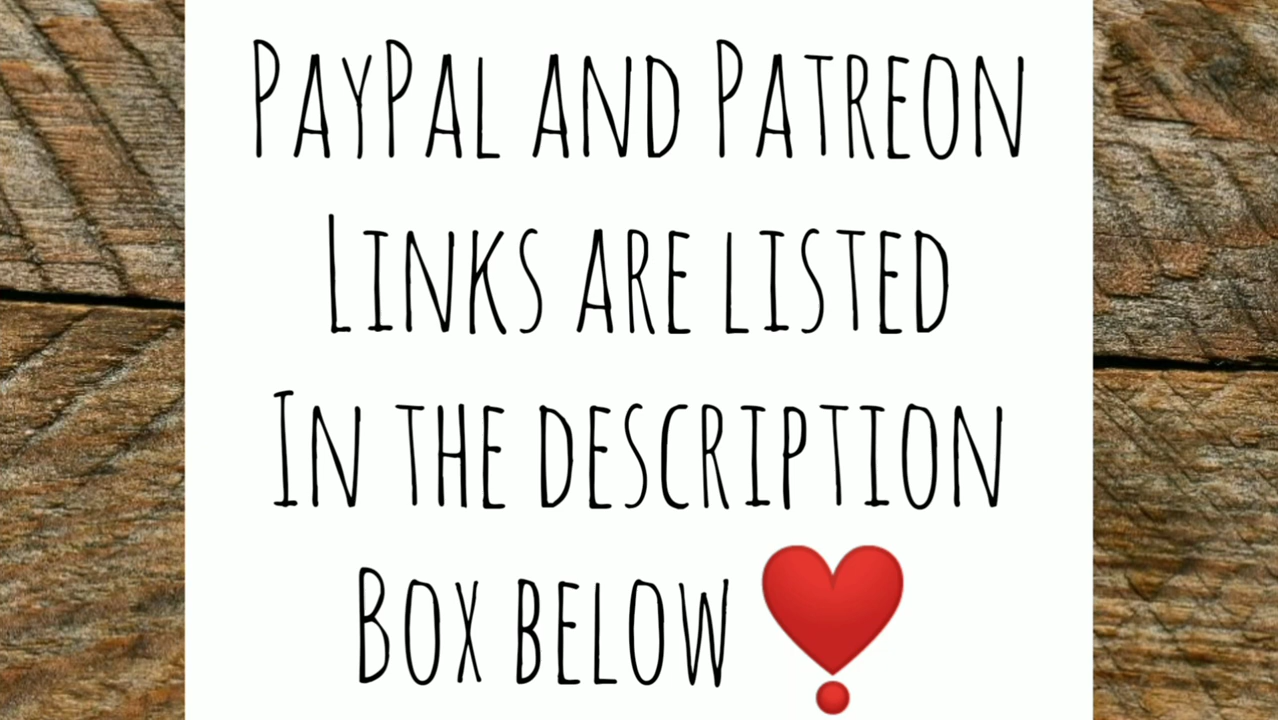 PayPal and Patreon
Links are listed
In the description
Box below ❣️